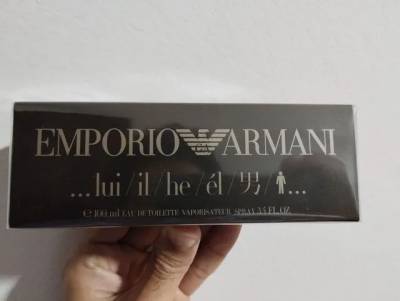 EMPORIO ARMANI
...lui/il/he/él/男/...
℮ 100 ml EAU DE TOILETTE VAPORISATEUR SPRAY 3.4 FL. OZ.